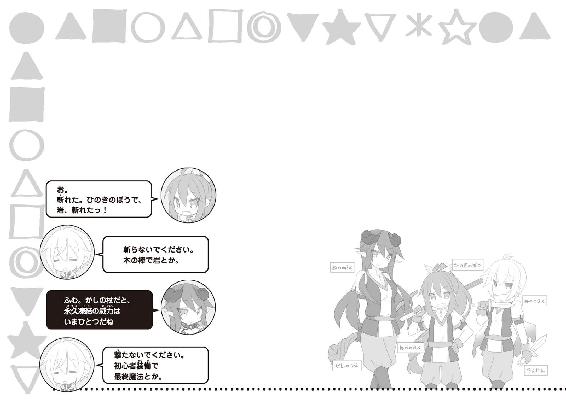 お。
斬れた。ひのきのぼうで、
岩、斬れたっ！
斬らないでください。
木の棒で岩とか。
ふむ。かしの杖だと、
永久凍結の威力は
いまひとつだね
撃たないでください。
初心者装備で
最終魔法とか。